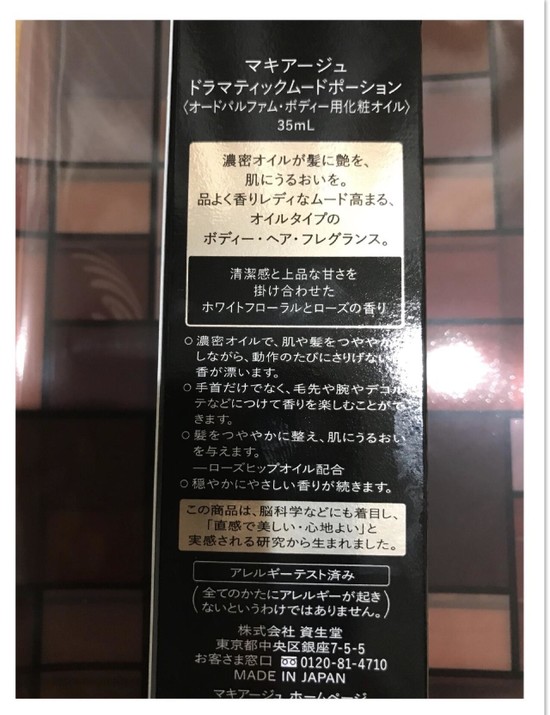 マキアージュ
ドラマティックムードポーション
〈オードパルファム・ボディー用化粧オイル〉
35mL
濃密オイルが髪に艶を、
肌にうるおいを。
品よく香りレディなムード高まる、
オイルタイプの
ボディー・ヘア・フレグランス。
清潔感と上品な甘さを
掛け合わせた
ホワイトフローラルとローズの香り
○濃密オイルで、肌や髪をつややか
しながら、動作のたびにさりげない
香が漂います。
○手首だけでなく、毛先や腕やデコル
テなどにつけて香りを楽しむことがで
きます。
○髪をつややかに整え、肌にうるおい
を与えます。
―ローズヒップオイル配合
○穏やかにやさしい香りが続きます。
この商品は、脳科学などにも着目し、
「直感で美しい・心地よい」と
実感される研究から生まれました。
アレルギーテスト済み
(全てのかたにアレルギーが起き
ないというわけではありません。)
株式会社 資生堂
東京都中央区銀座7-5-5
お客さま窓口 0120-81-4710
MADE IN JAPAN
マキアージュ ホームページ